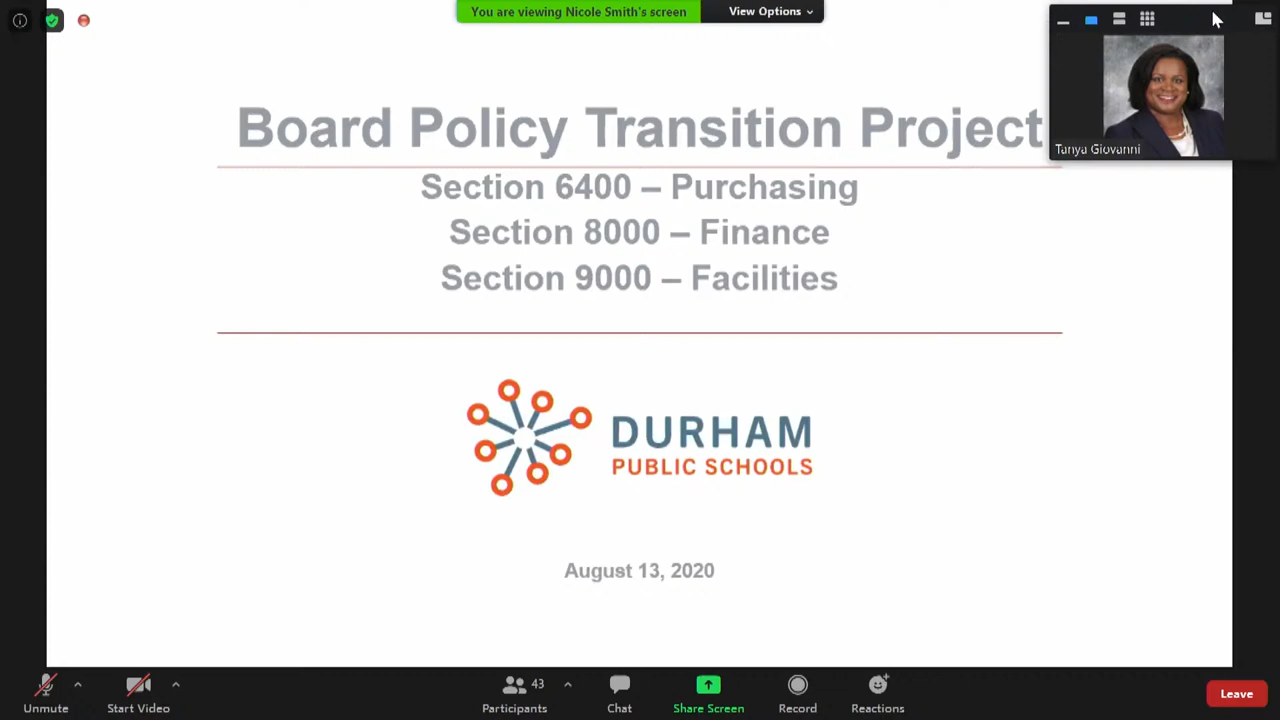 You are viewing Nicole Smith's screen
View Options
Tanya Giovanni
Board Policy Transition Project
Section 6400 – Purchasing
Section 8000 – Finance
Section 9000 – Facilities
DURHAM
PUBLIC SCHOOLS
August 13, 2020
Unmute
Start Video
43
Participants
Chat
Share Screen
Record
Reactions
Leave